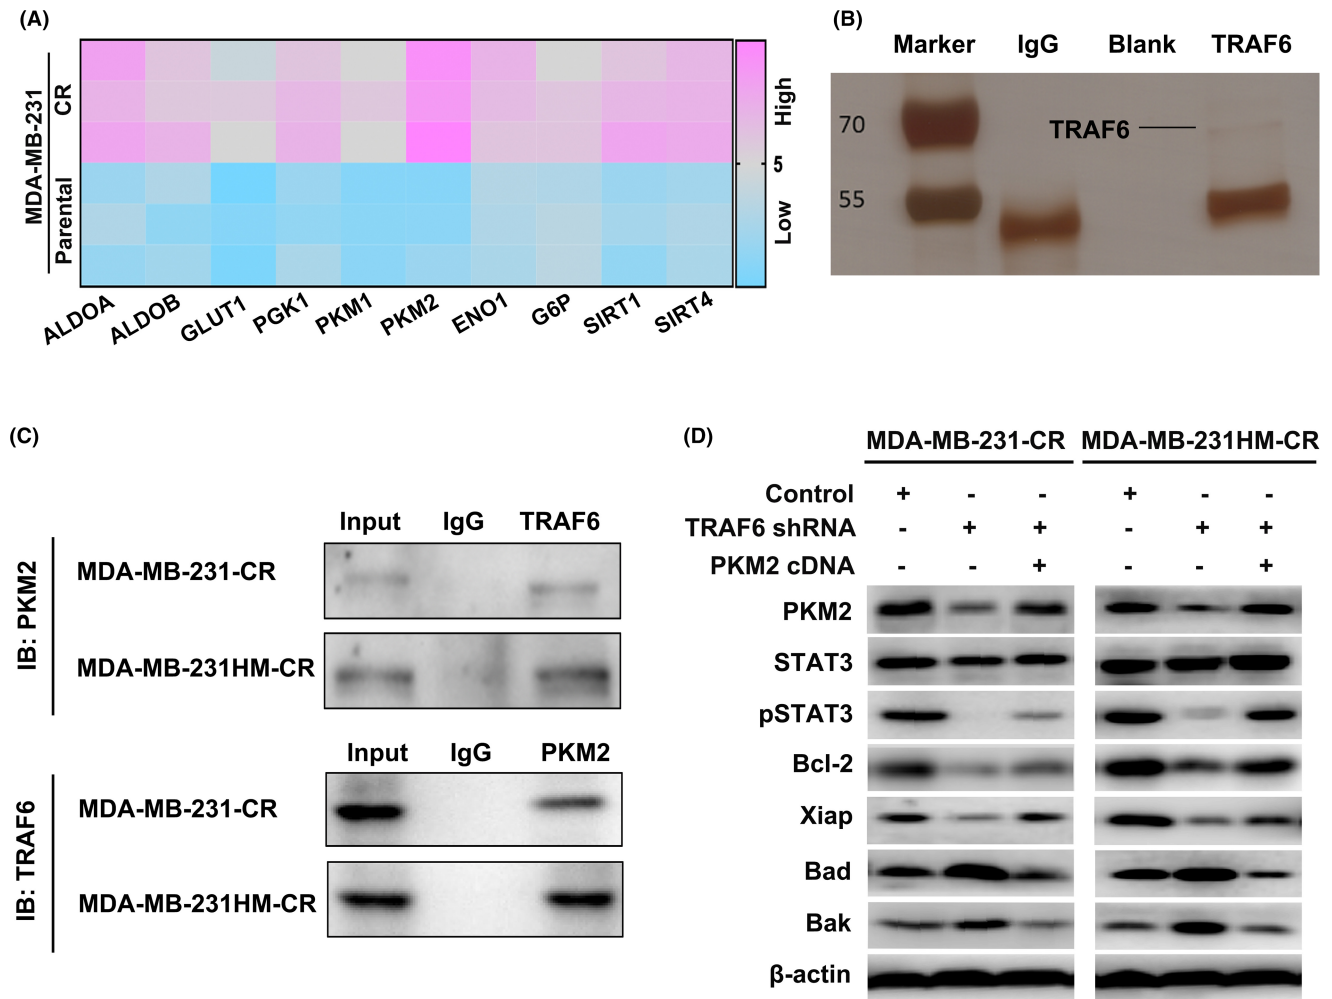 (A)
MDA-MB-231
CR
Parental
High
5
Low
ALDOA ALDOB GLUT1 PGK1 PKM1 PKM2 ENO1 G6P SIRT1 SIRT4
(B)
Marker IgG Blank TRAF6
70
TRAF6
55
(C)
Input IgG TRAF6
IB: PKM2
MDA-MB-231-CR
MDA-MB-231HM-CR
Input IgG PKM2
IB: TRAF6
MDA-MB-231-CR
MDA-MB-231HM-CR
(D)
MDA-MB-231-CR MDA-MB-231HM-CR
Control + - - + - -
TRAF6 shRNA - + + - + +
PKM2 cDNA - - + - - +
PKM2
STAT3
pSTAT3
Bcl-2
Xiap
Bad
Bak
β-actin